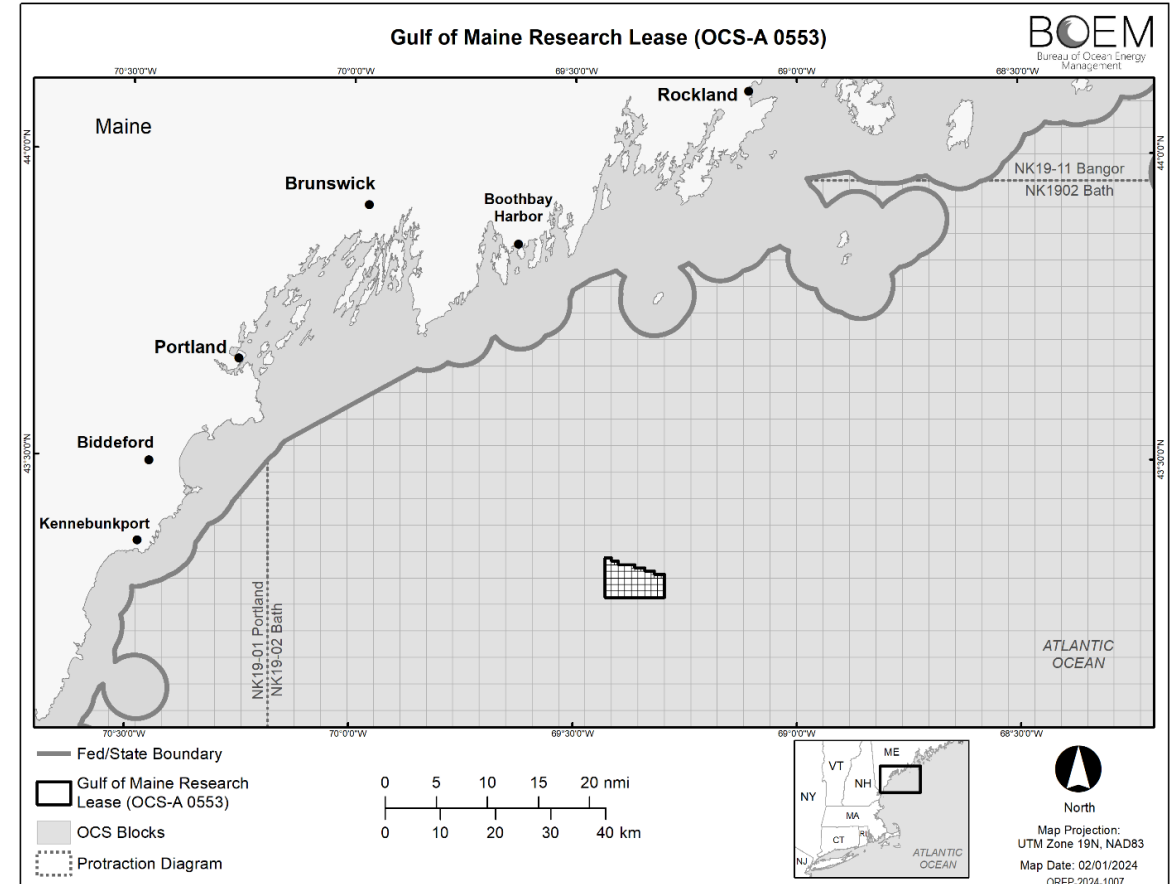 Gulf of Maine Research Lease (OCS-A 0553)
BOEM
Bureau of Ocean Energy
Management
70°30'0"W
70°0'0"W
69°30'0"W
69°0'0"W
68°30'0"W
Maine
Rockland
44°0'0"N
44°0'0"N
NK19-11 Bangor
NK1902 Bath
Brunswick
Boothbay
Harbor
Portland
Biddeford
43°30'0"N
43°30'0"N
Kennebunkport
NK19-01 Portland
NK19-02 Bath
ATLANTIC
OCEAN
70°30'0"W
70°0'0"W
69°30'0"W
69°0'0"W
68°30'0"W
Fed/State Boundary
Gulf of Maine Research
Lease (OCS-A 0553)
OCS Blocks
Protraction Diagram
0 5 10 15 20 nmi
0 10 20 30 40 km
ME
VT
NH
NY
MA
CT
RI
NJ
ATLANTIC
OCEAN
North
Map Projection:
UTM Zone 19N, NAD83
Map Date: 02/01/2024
OREP-2024-1007